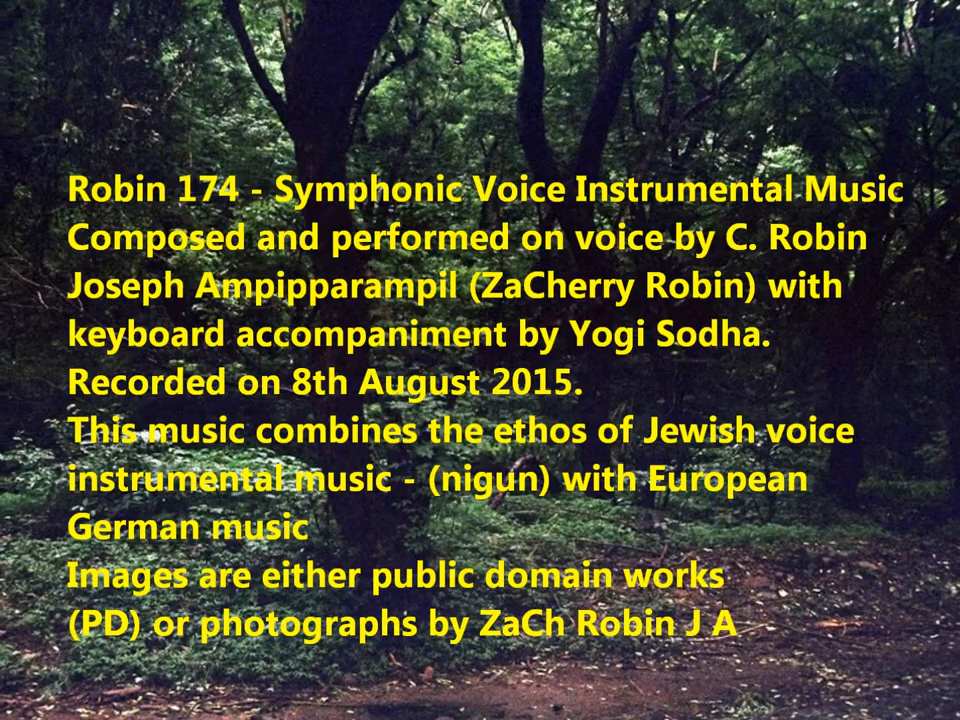 Robin 174 - Symphonic Voice Instrumental Music
Composed and performed on voice by C. Robin
Joseph Ampipparampil (ZaCherry Robin) with
keyboard accompaniment by Yogi Sodha.
Recorded on 8th August 2015.
This music combines the ethos of Jewish voice
instrumental music - (nigun) with European
German music
Images are either public domain works
(PD) or photographs by ZaCh Robin J A